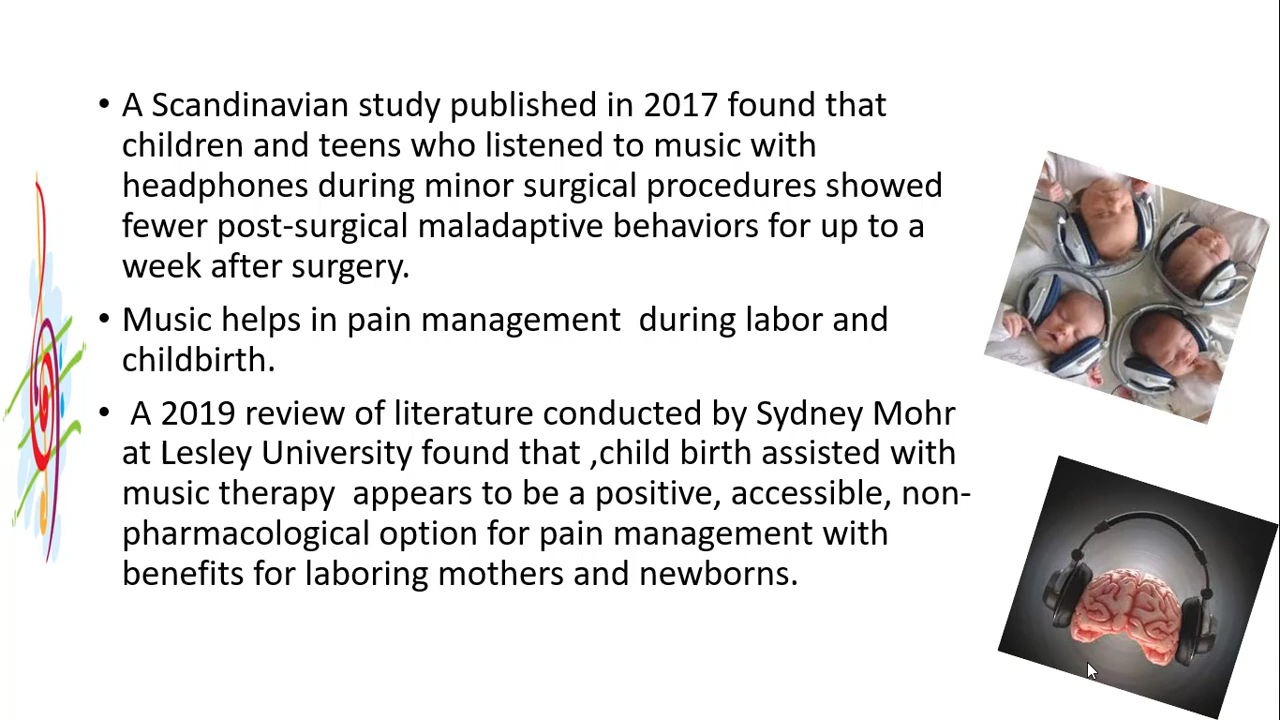 • A Scandinavian study published in 2017 found that
children and teens who listened to music with
headphones during minor surgical procedures showed
fewer post-surgical maladaptive behaviors for up to a
week after surgery.
• Music helps in pain management  during labor and
childbirth.
•  A 2019 review of literature conducted by Sydney Mohr
at Lesley University found that ,child birth assisted with
music therapy  appears to be a positive, accessible, non-
pharmacological option for pain management with
benefits for laboring mothers and newborns.